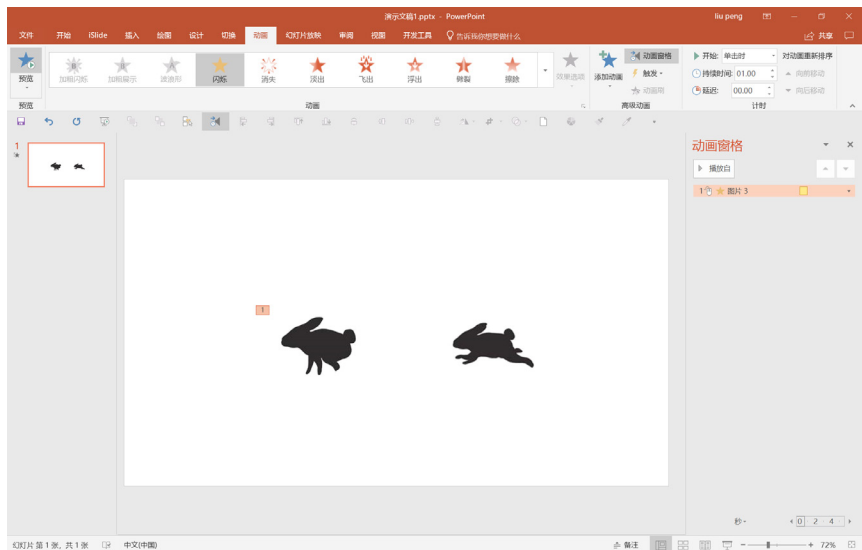 演示文稿1.pptx - PowerPoint
liu peng
文件 开始 iSlide 插入 绘图 设计 切换 动画 幻灯片放映 审阅 视图 开发工具 告诉我你想要做什么 共享
预览 加粗闪烁 加粗展示 波浪形 闪烁 消失 淡出 飞出 浮出 劈裂 擦除 效果选项 添加动画 动画窗格 触发 动画刷 开始: 单击时 持续时间: 01.00 延迟: 00.00 对动画重新排序 向前移动 向后移动
预览 动画 高级动画 计时
1
动画窗格
播放自
1 图片 3
1
秒 0 2 4
幻灯片 第 1 张，共 1 张 中文(中国) 备注 72%